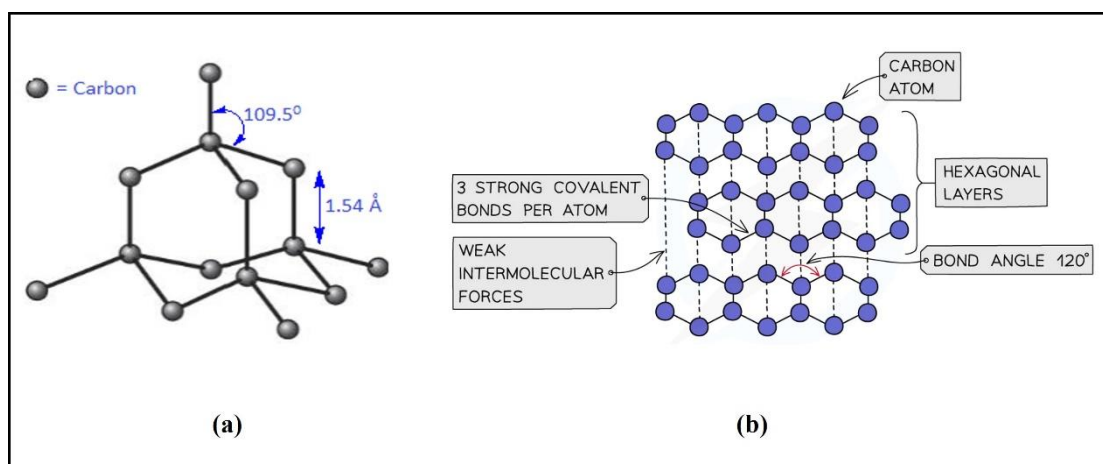 = Carbon
109.5⁰
1.54 Å
(a)
CARBON
ATOM
HEXAGONAL
LAYERS
3 STRONG COVALENT
BONDS PER ATOM
WEAK
INTERMOLECULAR
FORCES
BOND ANGLE 120°
(b)